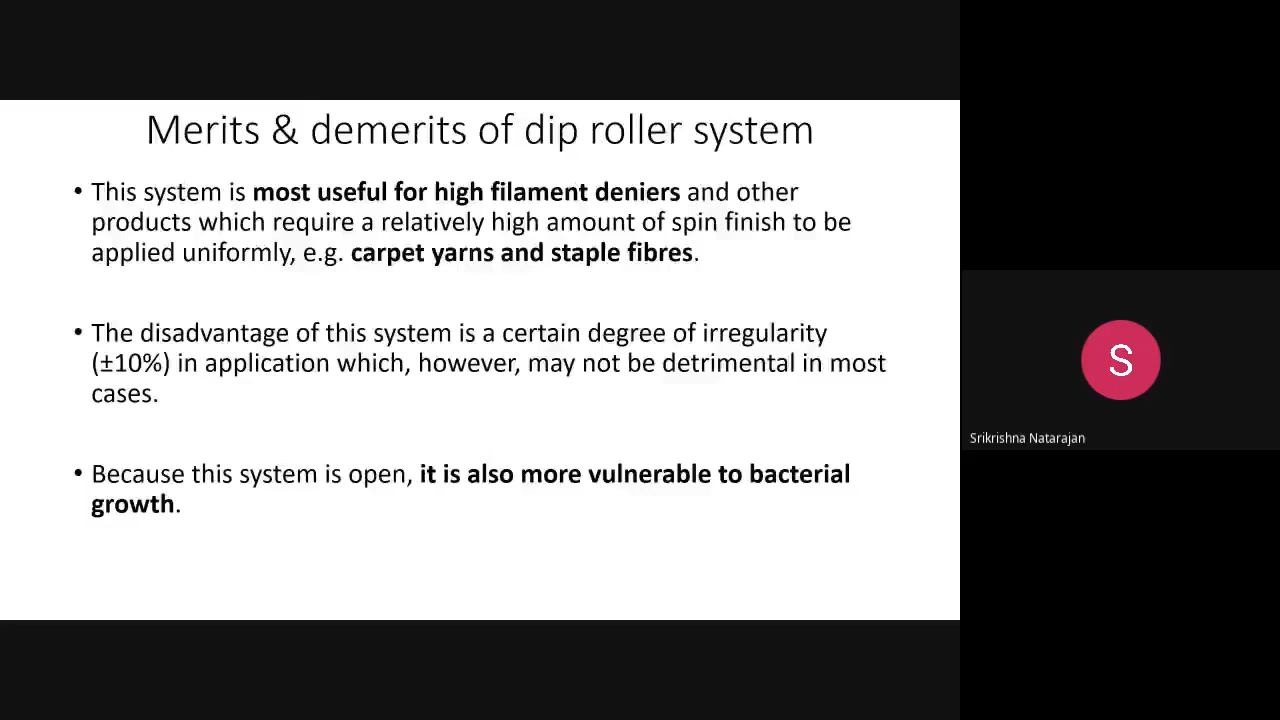 Merits & demerits of dip roller system
• This system is most useful for high filament deniers and other
products which require a relatively high amount of spin finish to be
applied uniformly, e.g. carpet yarns and staple fibres.
• The disadvantage of this system is a certain degree of irregularity
(±10%) in application which, however, may not be detrimental in most
cases.
• Because this system is open, it is also more vulnerable to bacterial
growth.
S
Srikrishna Natarajan